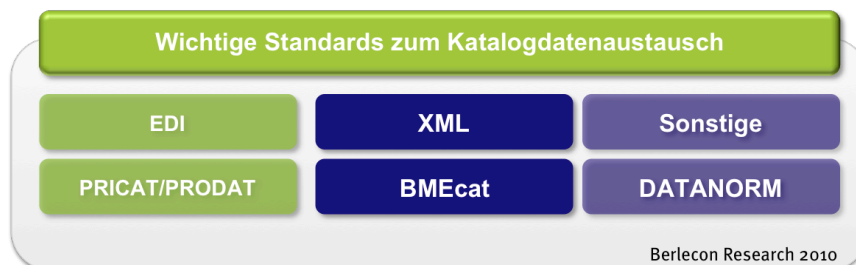 Wichtige Standards zum Katalogdatenaustausch
EDI
XML
Sonstige
PRICAT/PRODAT
BMEcat
DATANORM
Berlecon Research 2010